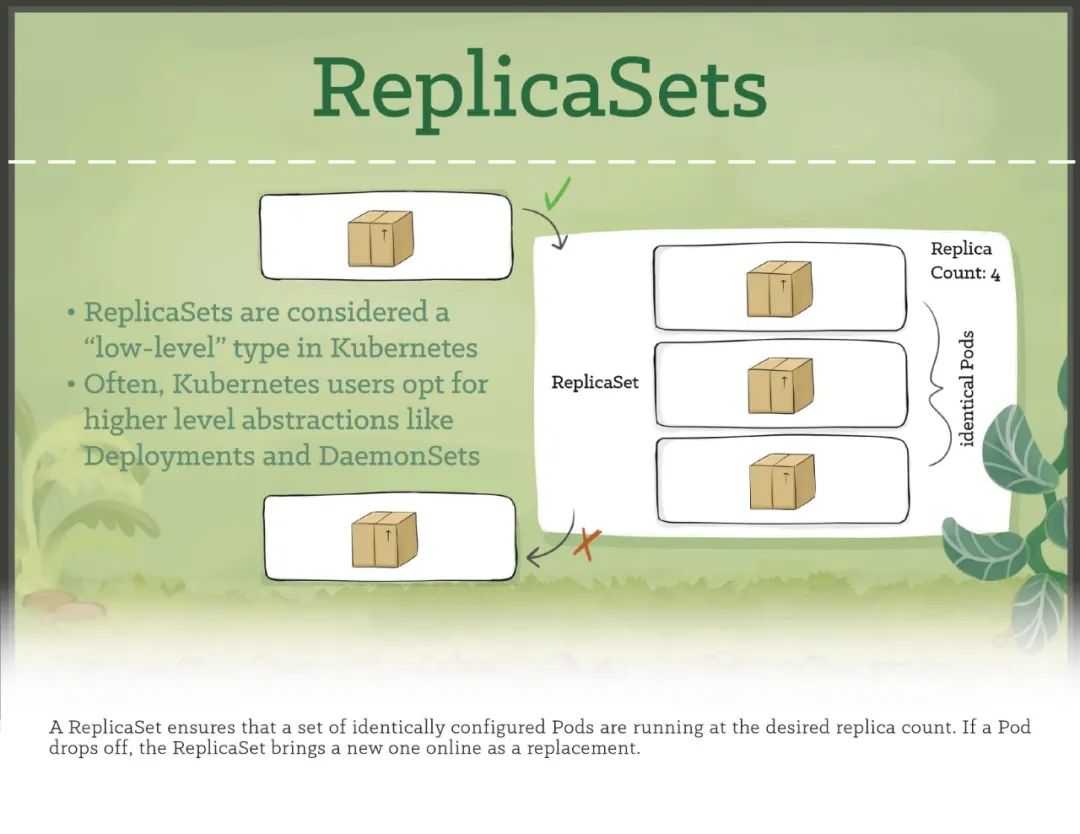 ReplicaSets
• ReplicaSets are considered a
“low-level” type in Kubernetes
• Often, Kubernetes users opt for
higher level abstractions like
Deployments and DaemonSets
ReplicaSet
Replica
Count: 4
identical Pods
A ReplicaSet ensures that a set of identically configured Pods are running at the desired replica count. If a Pod
drops off, the ReplicaSet brings a new one online as a replacement.